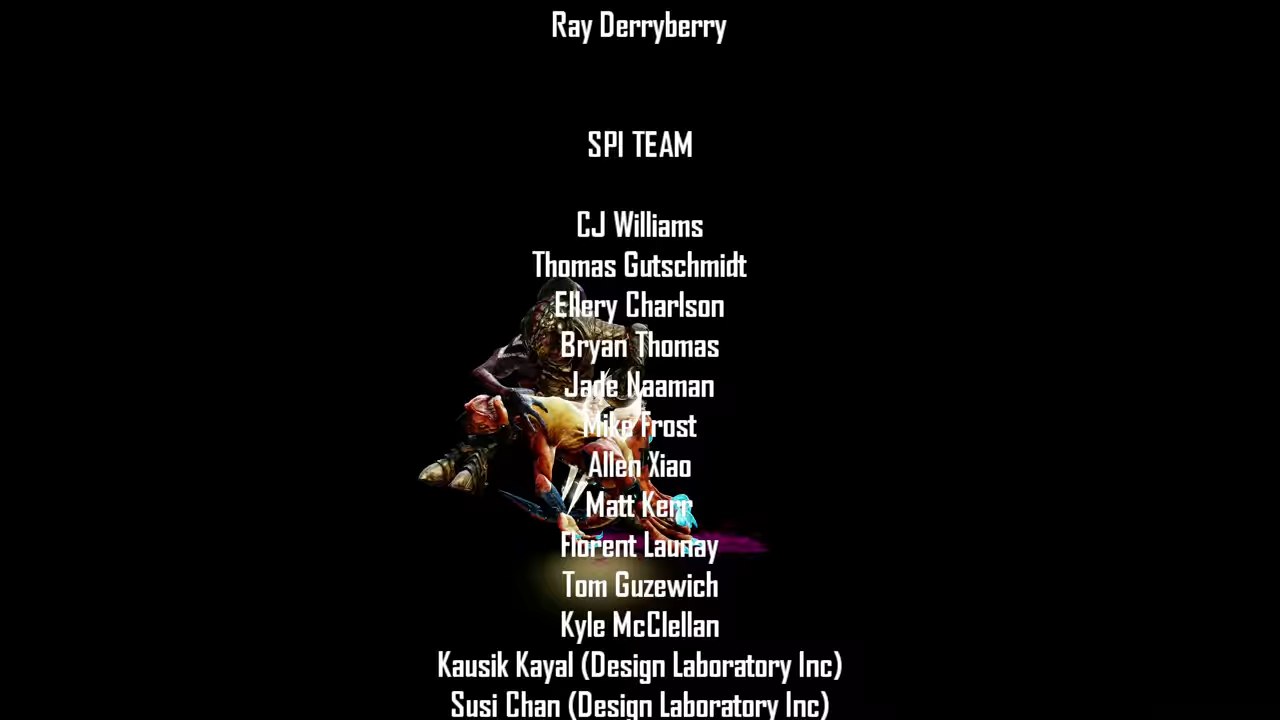 Ray Derryberry
SPI TEAM
CJ Williams
Thomas Gutschmidt
Ellery Charlson
Bryan Thomas
Jade Naaman
Mike Frost
Allen Xiao
Matt Kerr
Florent Launay
Tom Guzewich
Kyle McClellan
Kausik Kayal (Design Laboratory Inc)
Susi Chan (Design Laboratory Inc)